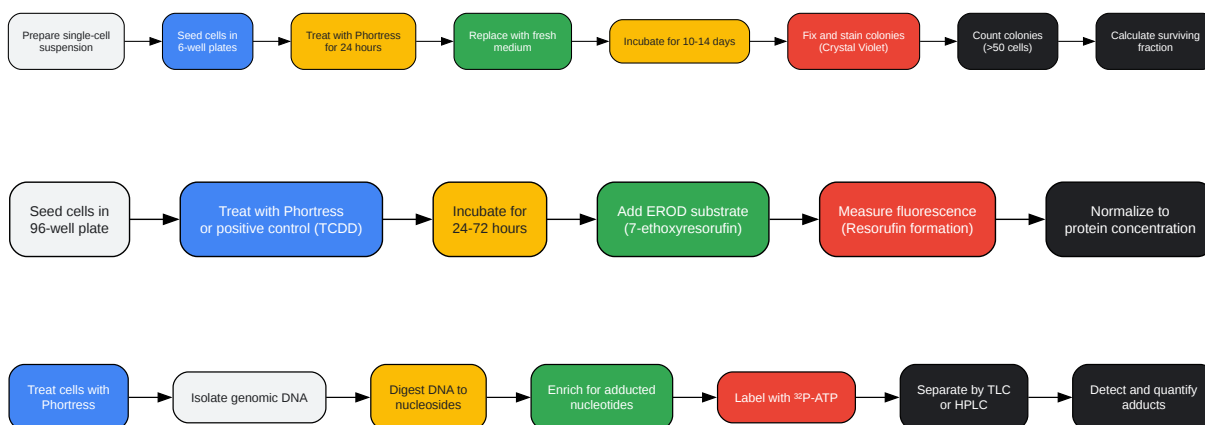 Prepare single-cell
suspension
Seed cells in
6-well plates
Treat with Phortress
for 24 hours
Replace with fresh
medium
Incubate for 10-14 days
Fix and stain colonies
(Crystal Violet)
Count colonies
(>50 cells)
Calculate surviving
fraction
Seed cells in
96-well plate
Treat with Phortress
or positive control (TCDD)
Incubate for
24-72 hours
Add EROD substrate
(7-ethoxyresorufin)
Measure fluorescence
(Resorufin formation)
Normalize to
protein concentration
Treat cells with
Phortress
Isolate genomic DNA
Digest DNA to
nucleosides
Enrich for adducted
nucleotides
Label with ³²P-ATP
Separate by TLC
or HPLC
Detect and quantify
adducts